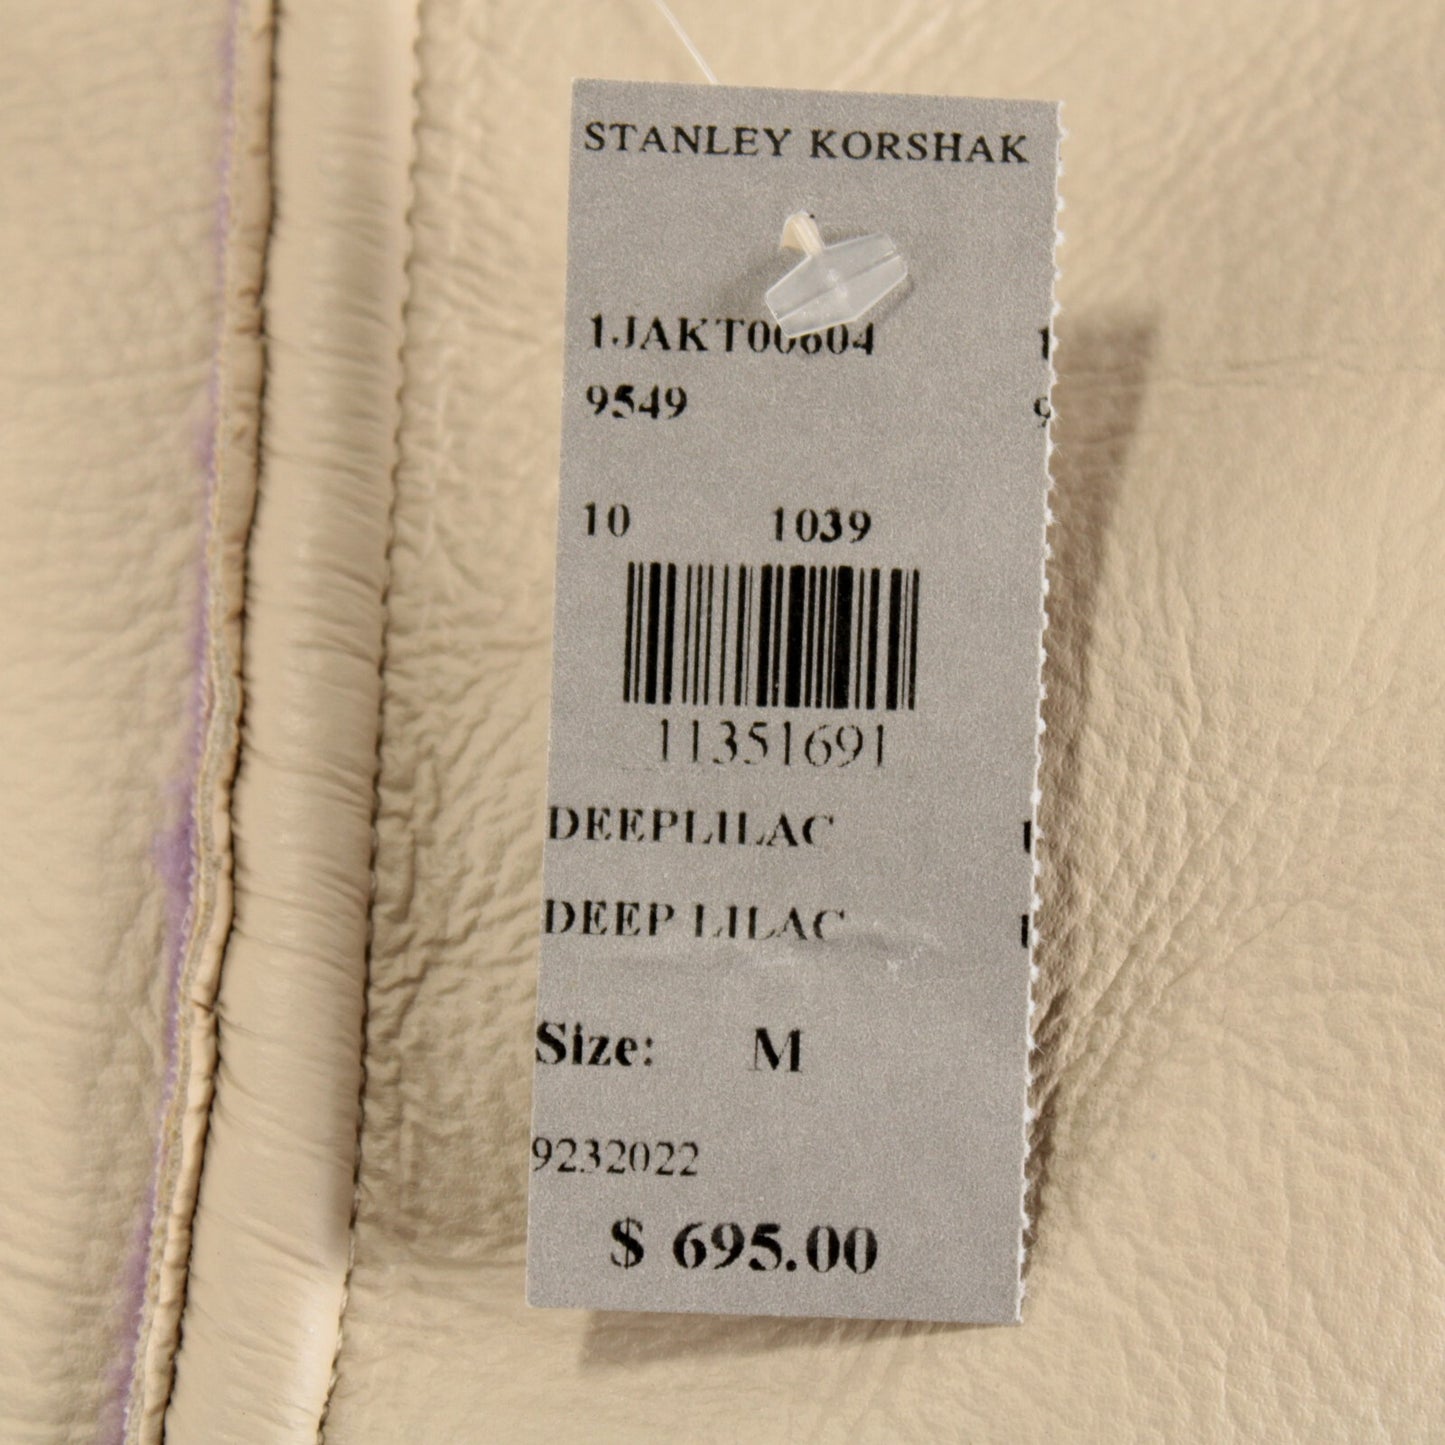 STANLEY KORSHAK
1JAKT00604
9549
10 1039
11351691
DEEPLILAC
DEEP LILAC
Size: M
9232022
$ 695.00